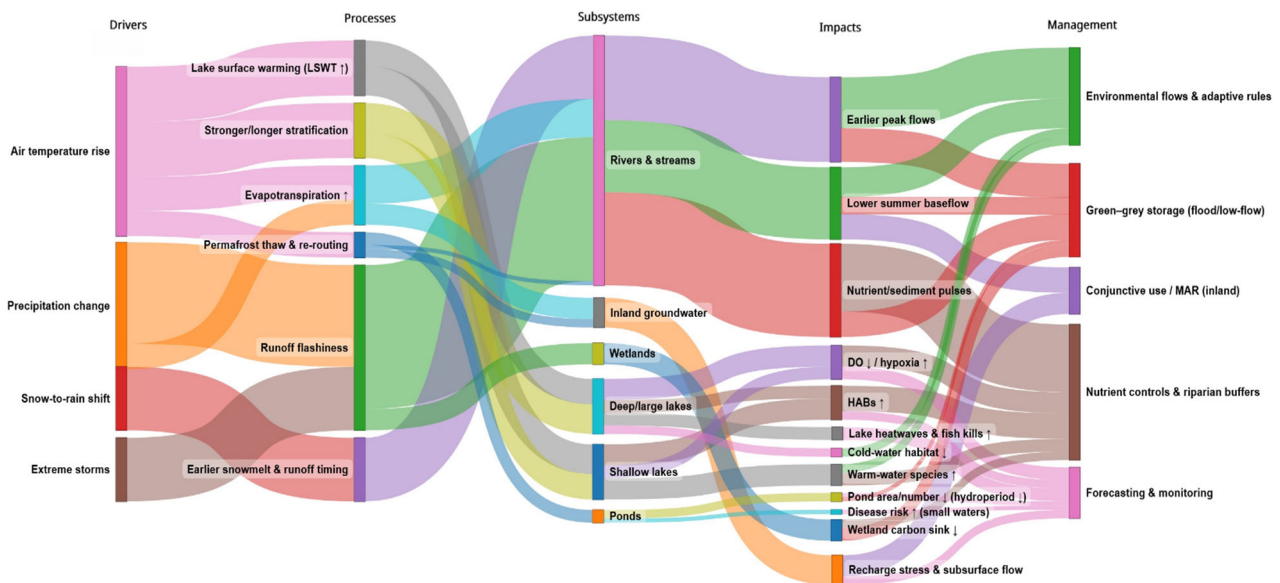 Drivers
Processes
Subsystems
Impacts
Management
Air temperature rise
Precipitation change
Snow-to-rain shift
Extreme storms
Lake surface warming (LSWT ↑)
Stronger/longer stratification
Evapotranspiration ↑
Permafrost thaw & re-routing
Runoff flashiness
Earlier snowmelt & runoff timing
Rivers & streams
Inland groundwater
Wetlands
Deep/large lakes
Shallow lakes
Ponds
Earlier peak flows
Lower summer baseflow
Nutrient/sediment pulses
DO ↓ / hypoxia ↑
HABs ↑
Lake heatwaves & fish kills ↑
Cold-water habitat ↓
Warm-water species ↑
Pond area/number ↓ (hydroperiod ↓)
Disease risk ↑ (small waters)
Wetland carbon sink ↓
Recharge stress & subsurface flow
Environmental flows & adaptive rules
Green–grey storage (flood/low-flow)
Conjunctive use / MAR (inland)
Nutrient controls & riparian buffers
Forecasting & monitoring